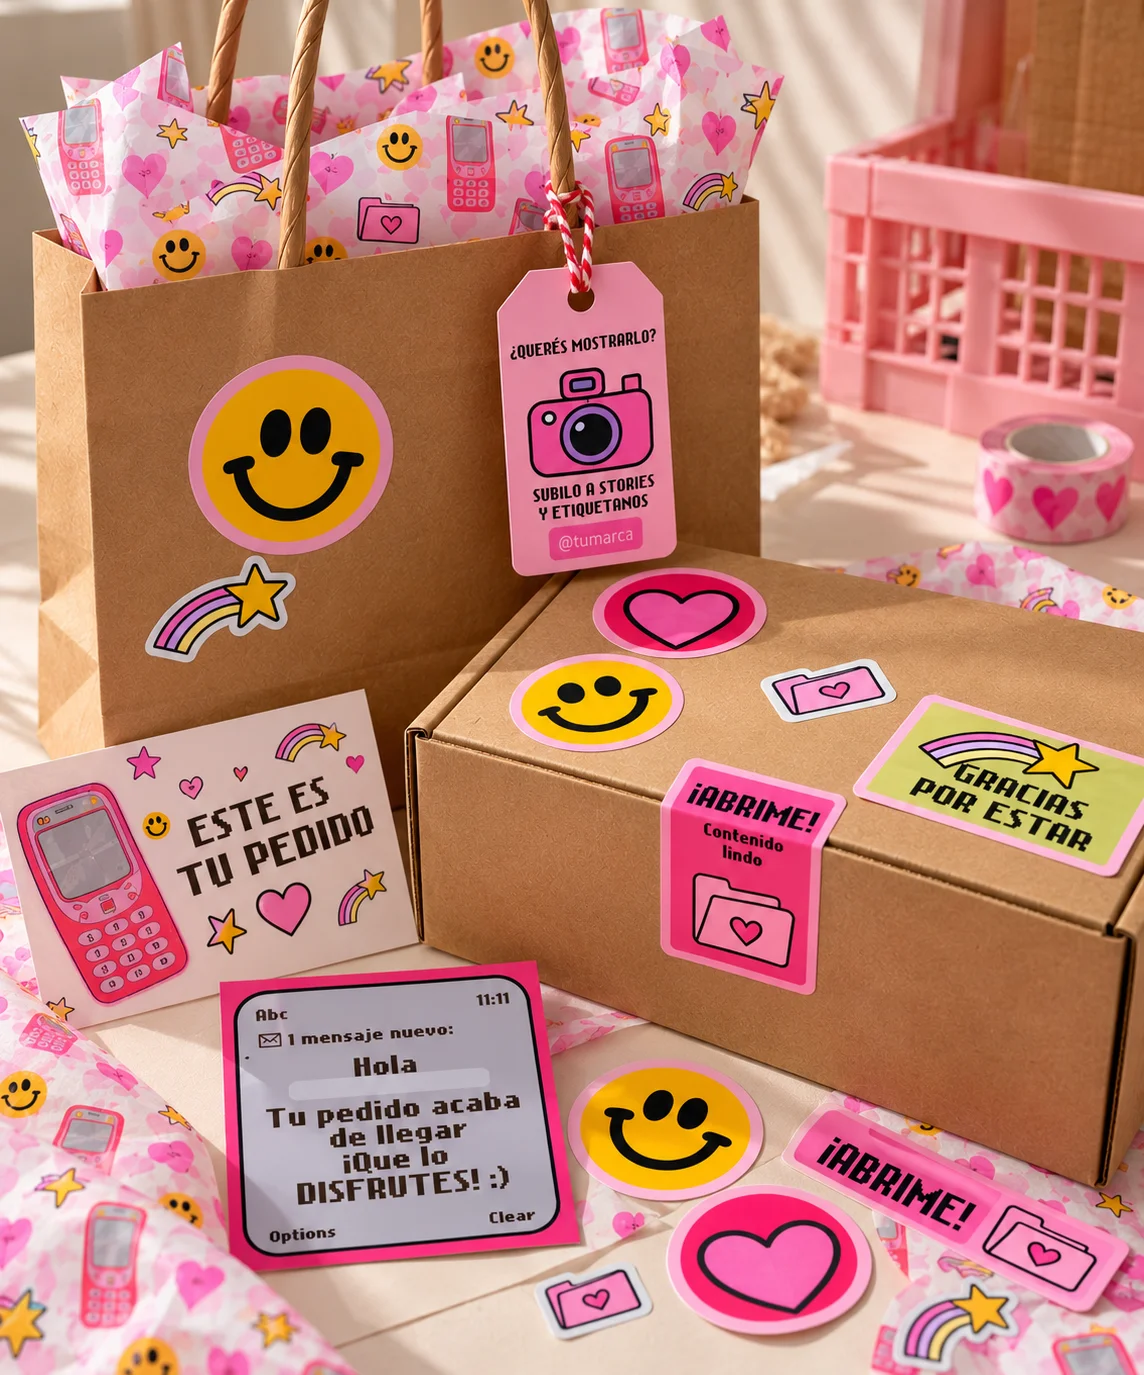 ¿QUERÉS MOSTRARLO?
SUBILO A STORIES
Y ETIQUETANOS
@tumarca
ESTE ES
TU PEDIDO
¡ABRIME!
Contenido
lindo
GRACIAS
POR ESTAR
Abc
11:11
1 mensaje nuevo:
Hola
Tu pedido acaba
de llegar
¡Que lo
DISFRUTES! :)
Options
Clear
¡ABRIME!